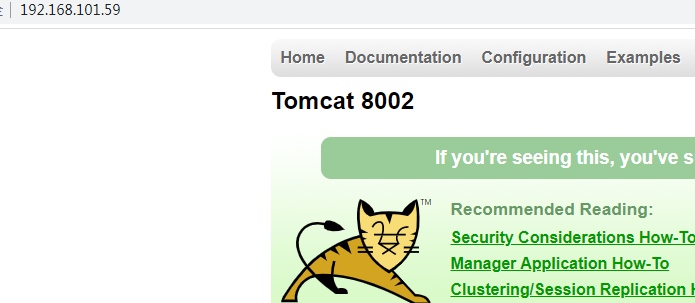 192.168.101.59
Home Documentation Configuration Examples
Tomcat 8002
If you're seeing this, you've s
TM
Recommended Reading:
Security Considerations How-To
Manager Application How-To
Clustering/Session Replication